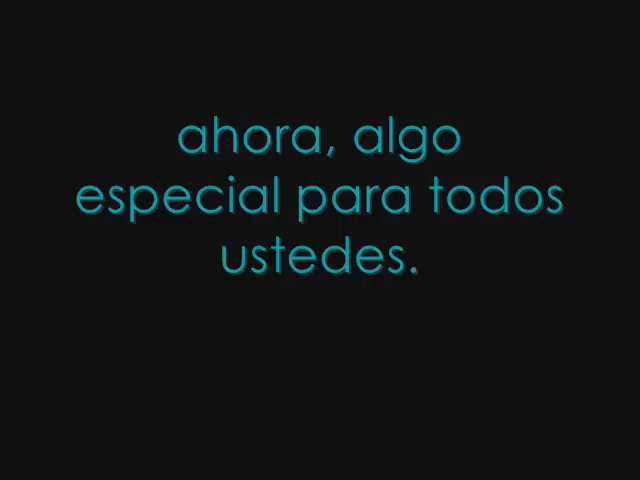 ahora, algo
especial para todos
ustedes.